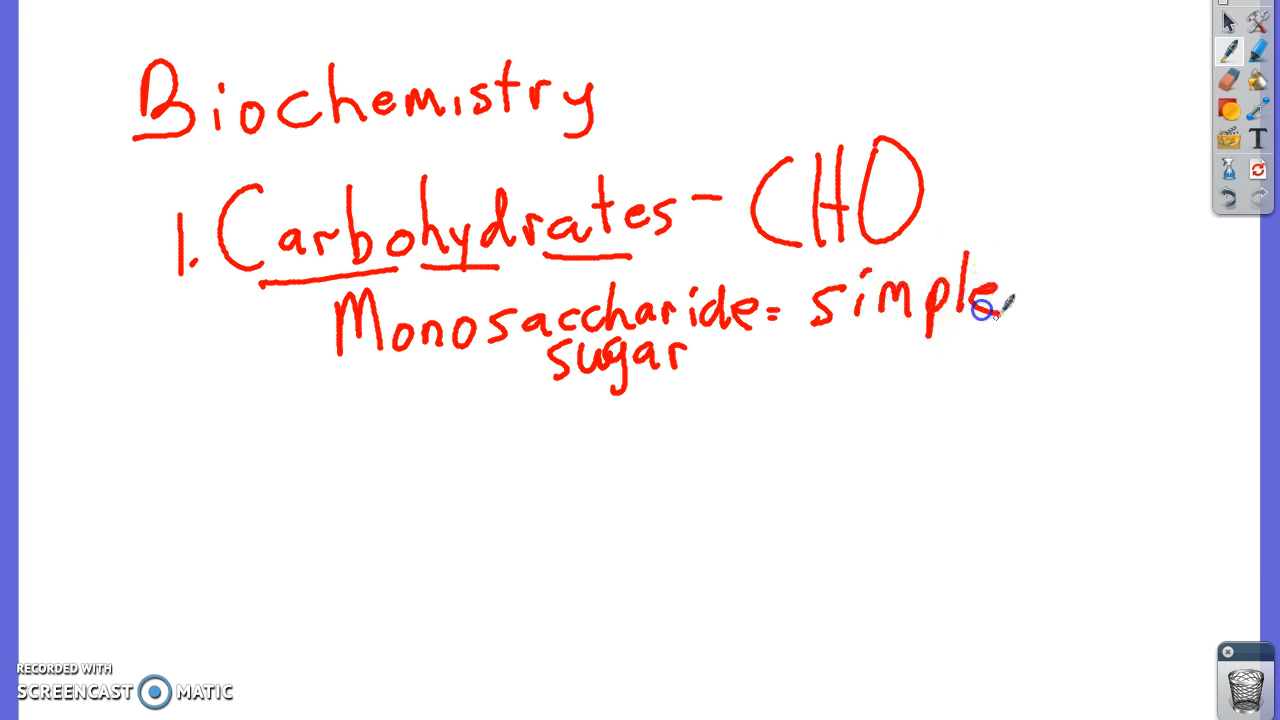 Biochemistry
1. Carbohydrates - CHO
Monosaccharide = simple
sugar
RECORDED WITH
SCREENCAST MATIC
T